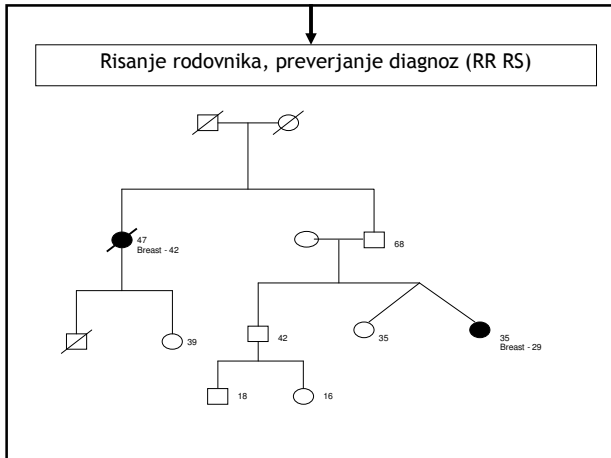 Risanje rodovnika, preverjanje diagnoz (RR RS)
47
Breast - 42
68
39
42
35
35
Breast - 29
18
16